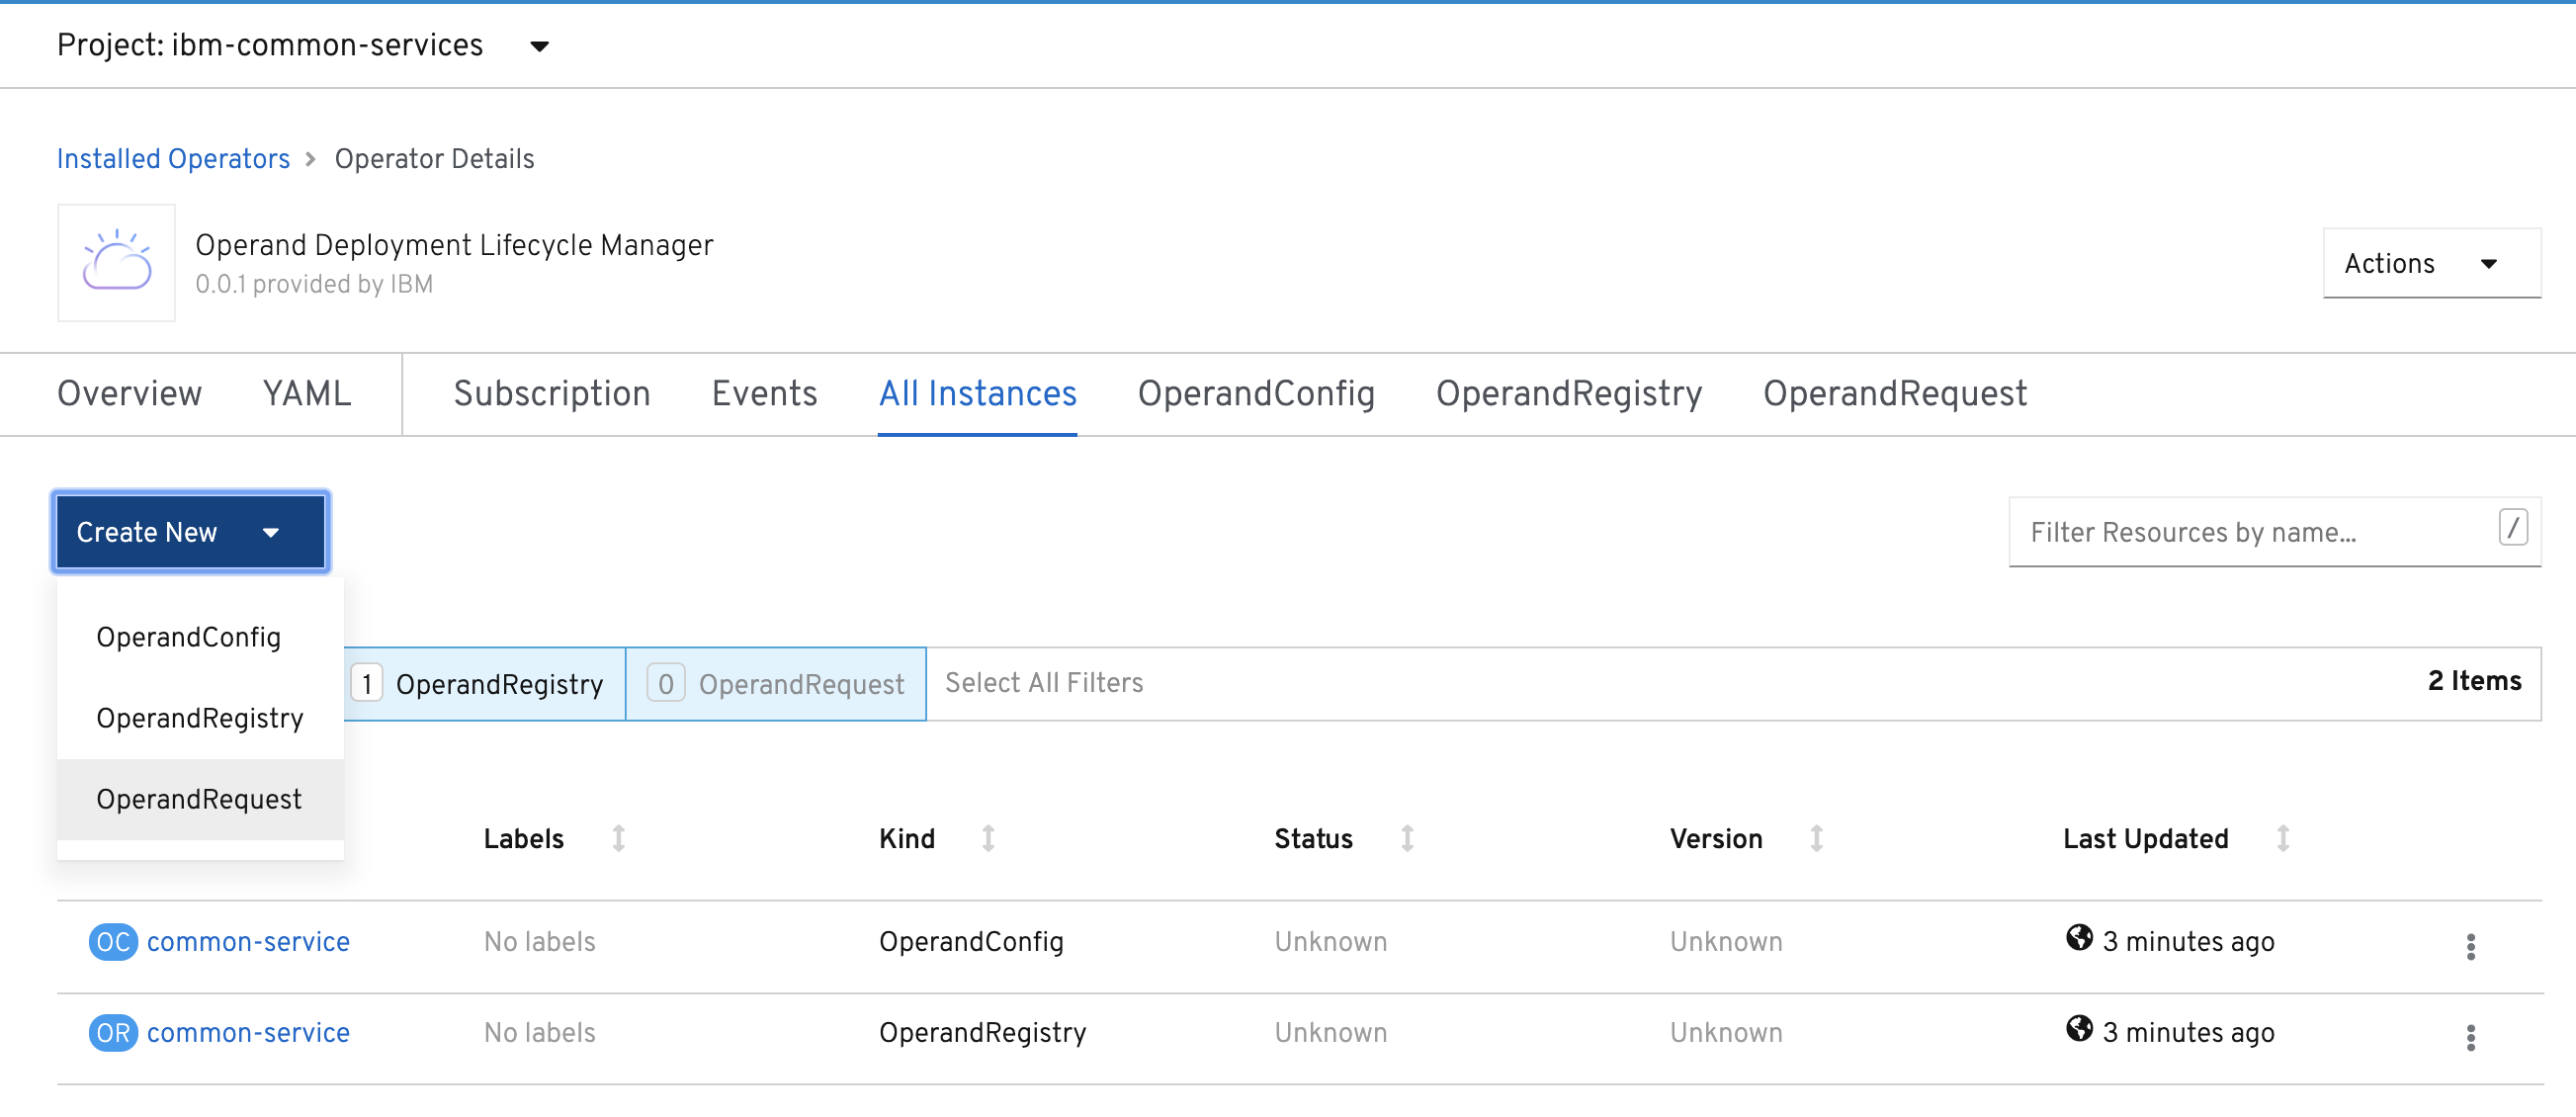 Project: ibm-common-services
Installed Operators > Operator Details
Operand Deployment Lifecycle Manager
0.0.1 provided by IBM
Actions
Overview YAML Subscription Events All Instances OperandConfig OperandRegistry OperandRequest
Create New
Filter Resources by name...
/
OperandConfig
OperandRegistry
OperandRequest
1 OperandRegistry 0 OperandRequest Select All Filters 2 Items
Labels Kind Status Version Last Updated
OC common-service No labels OperandConfig Unknown Unknown 3 minutes ago
OR common-service No labels OperandRegistry Unknown Unknown 3 minutes ago